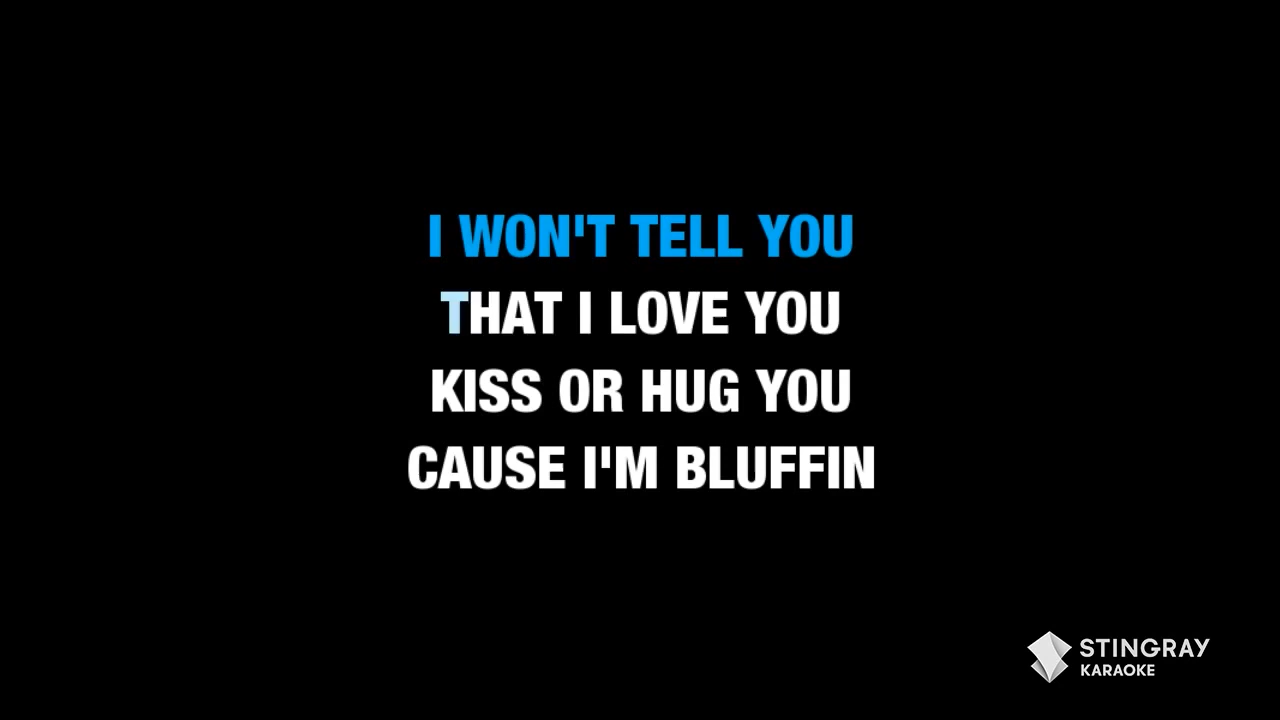 I WON'T TELL YOU
THAT I LOVE YOU
KISS OR HUG YOU
CAUSE I'M BLUFFIN
STINGRAY
KARAOKE